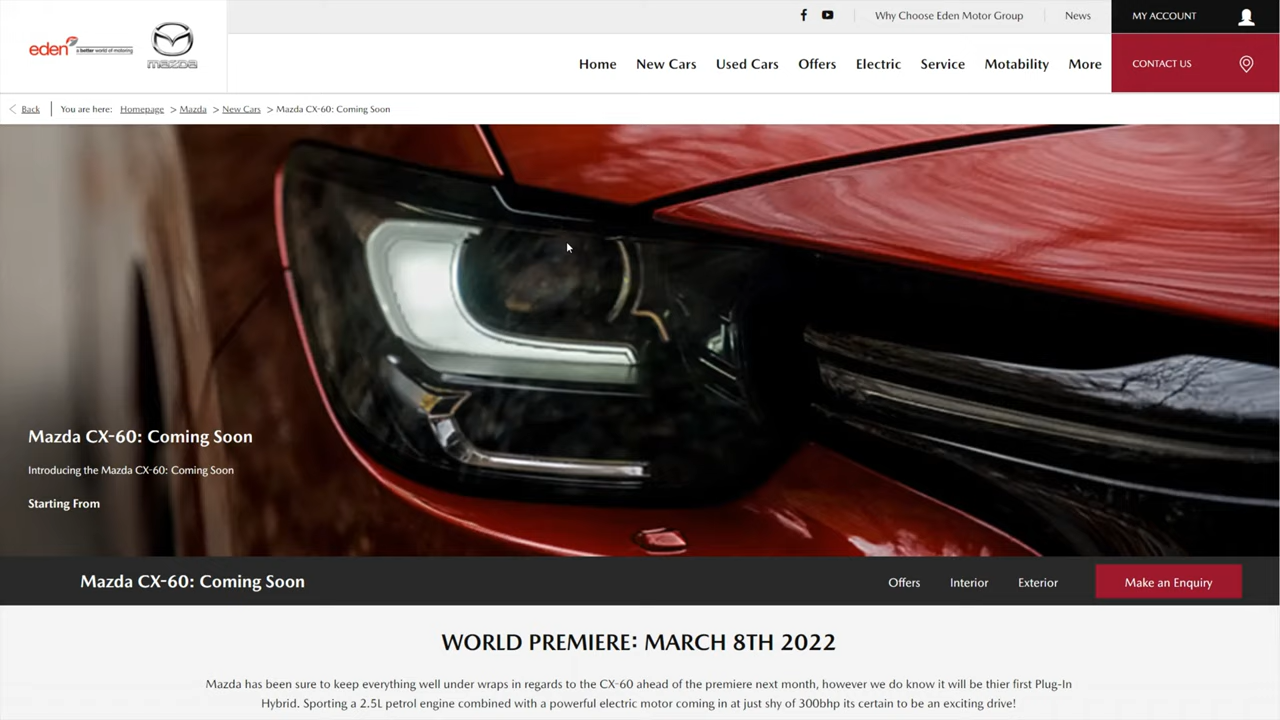 eden
a better world of motoring
mazda
Why Choose Eden Motor Group
News
MY ACCOUNT
Home
New Cars
Used Cars
Offers
Electric
Service
Motability
More
CONTACT US
Back
You are here: Homepage > Mazda > New Cars > Mazda CX-60: Coming Soon
Mazda CX-60: Coming Soon
Introducing the Mazda CX-60: Coming Soon
Starting From
Mazda CX-60: Coming Soon
Offers
Interior
Exterior
Make an Enquiry
WORLD PREMIERE: MARCH 8TH 2022
Mazda has been sure to keep everything well under wraps in regards to the CX-60 ahead of the premiere next month, however we do know it will be thier first Plug-In
Hybrid. Sporting a 2.5L petrol engine combined with a powerful electric motor coming in at just shy of 300bhp its certain to be an exciting drive!